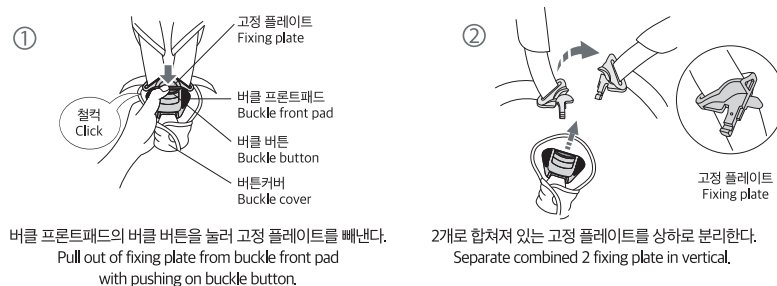 ①
고정 플레이트
Fixing plate
철컥
Click
버클 프론트패드
Buckle front pad
버클 버튼
Buckle button
버튼커버
Buckle cover
버클 프론트패드의 버클 버튼을 눌러 고정 플레이트를 빼낸다.
Pull out of fixing plate from buckle front pad
with pushing on buckle button.
②
고정 플레이트
Fixing plate
2개로 합쳐져 있는 고정 플레이트를 상하로 분리한다.
Separate combined 2 fixing plate in vertical.